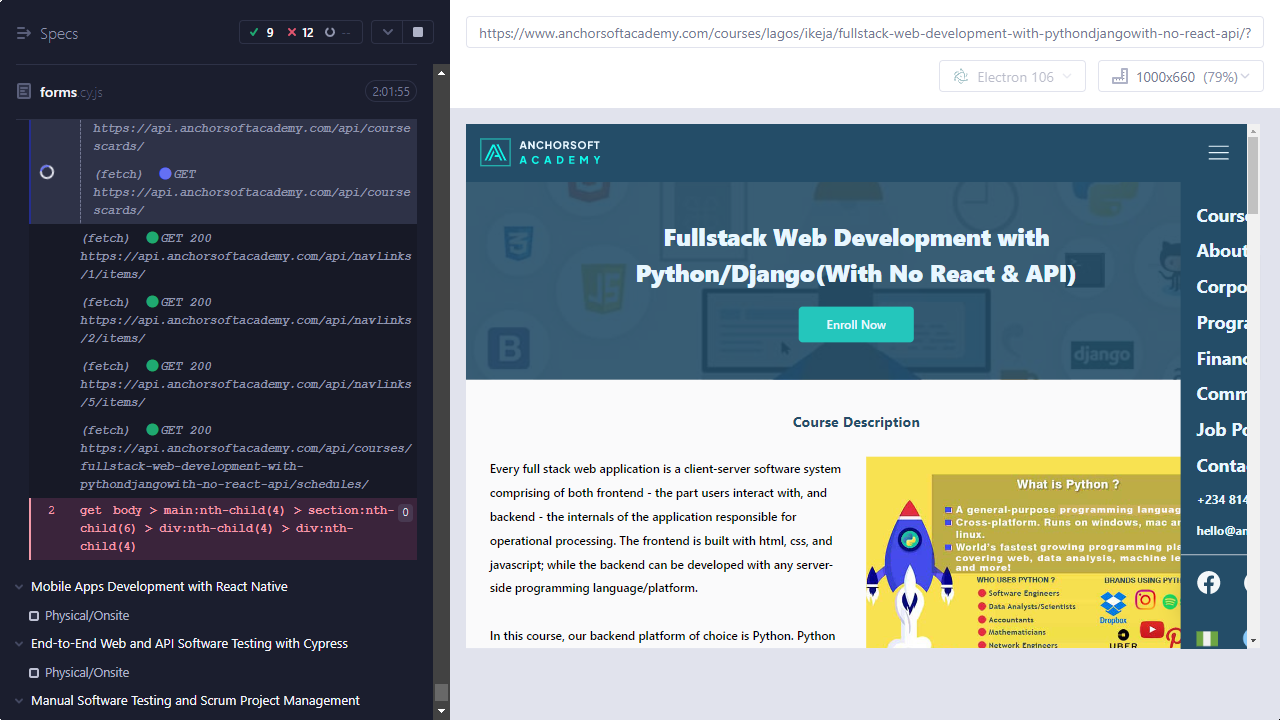 Specs
9
12
--
forms.cy.js
2:01:55
https://api.anchorsoftacademy.com/api/course
scards/
(fetch) GET
https://api.anchorsoftacademy.com/api/course
scards/
(fetch) GET 200
https://api.anchorsoftacademy.com/api/navlinks
/1/items/
(fetch) GET 200
https://api.anchorsoftacademy.com/api/navlinks
/2/items/
(fetch) GET 200
https://api.anchorsoftacademy.com/api/navlinks
/5/items/
(fetch) GET 200
https://api.anchorsoftacademy.com/api/courses/
fullstack-web-development-with-
pythondjangowith-no-react-api/schedules/
2 get body > main:nth-child(4) > section:nth-
child(6) > div:nth-child(4) > div:nth-
child(4)
0
Mobile Apps Development with React Native
Physical/Onsite
End-to-End Web and API Software Testing with Cypress
Physical/Onsite
Manual Software Testing and Scrum Project Management
https://www.anchorsoftacademy.com/courses/lagos/ikeja/fullstack-web-development-with-pythondjangowith-no-react-api/?
Electron 106
1000x660 (79%)
ANCHORSOFT
ACADEMY
Fullstack Web Development with
Python/Django(With No React & API)
Enroll Now
JS
B
django
Course Description
Every full stack web application is a client-server software system
comprising of both frontend - the part users interact with, and
backend - the internals of the application responsible for
operational processing. The frontend is built with html, css, and
javascript; while the backend can be developed with any server-
side programming language/platform.
In this course, our backend platform of choice is Python. Python
What is Python ?
A general-purpose programming languag
Cross-platform. Runs on windows, mac an
linux.
World's fastest growing programming pla
covering web, data analysis, machine le
and more!
WHO USES PYTHON ?
Software Engineers
Data Analysts/Scientists
Accountants
Mathematicians
Network Engineers
BRANDS USING PYTH
Dropbox
UBER
Course
About
Corpo
Progra
Financ
Comm
Job Po
Conta
+234 814
hello@an